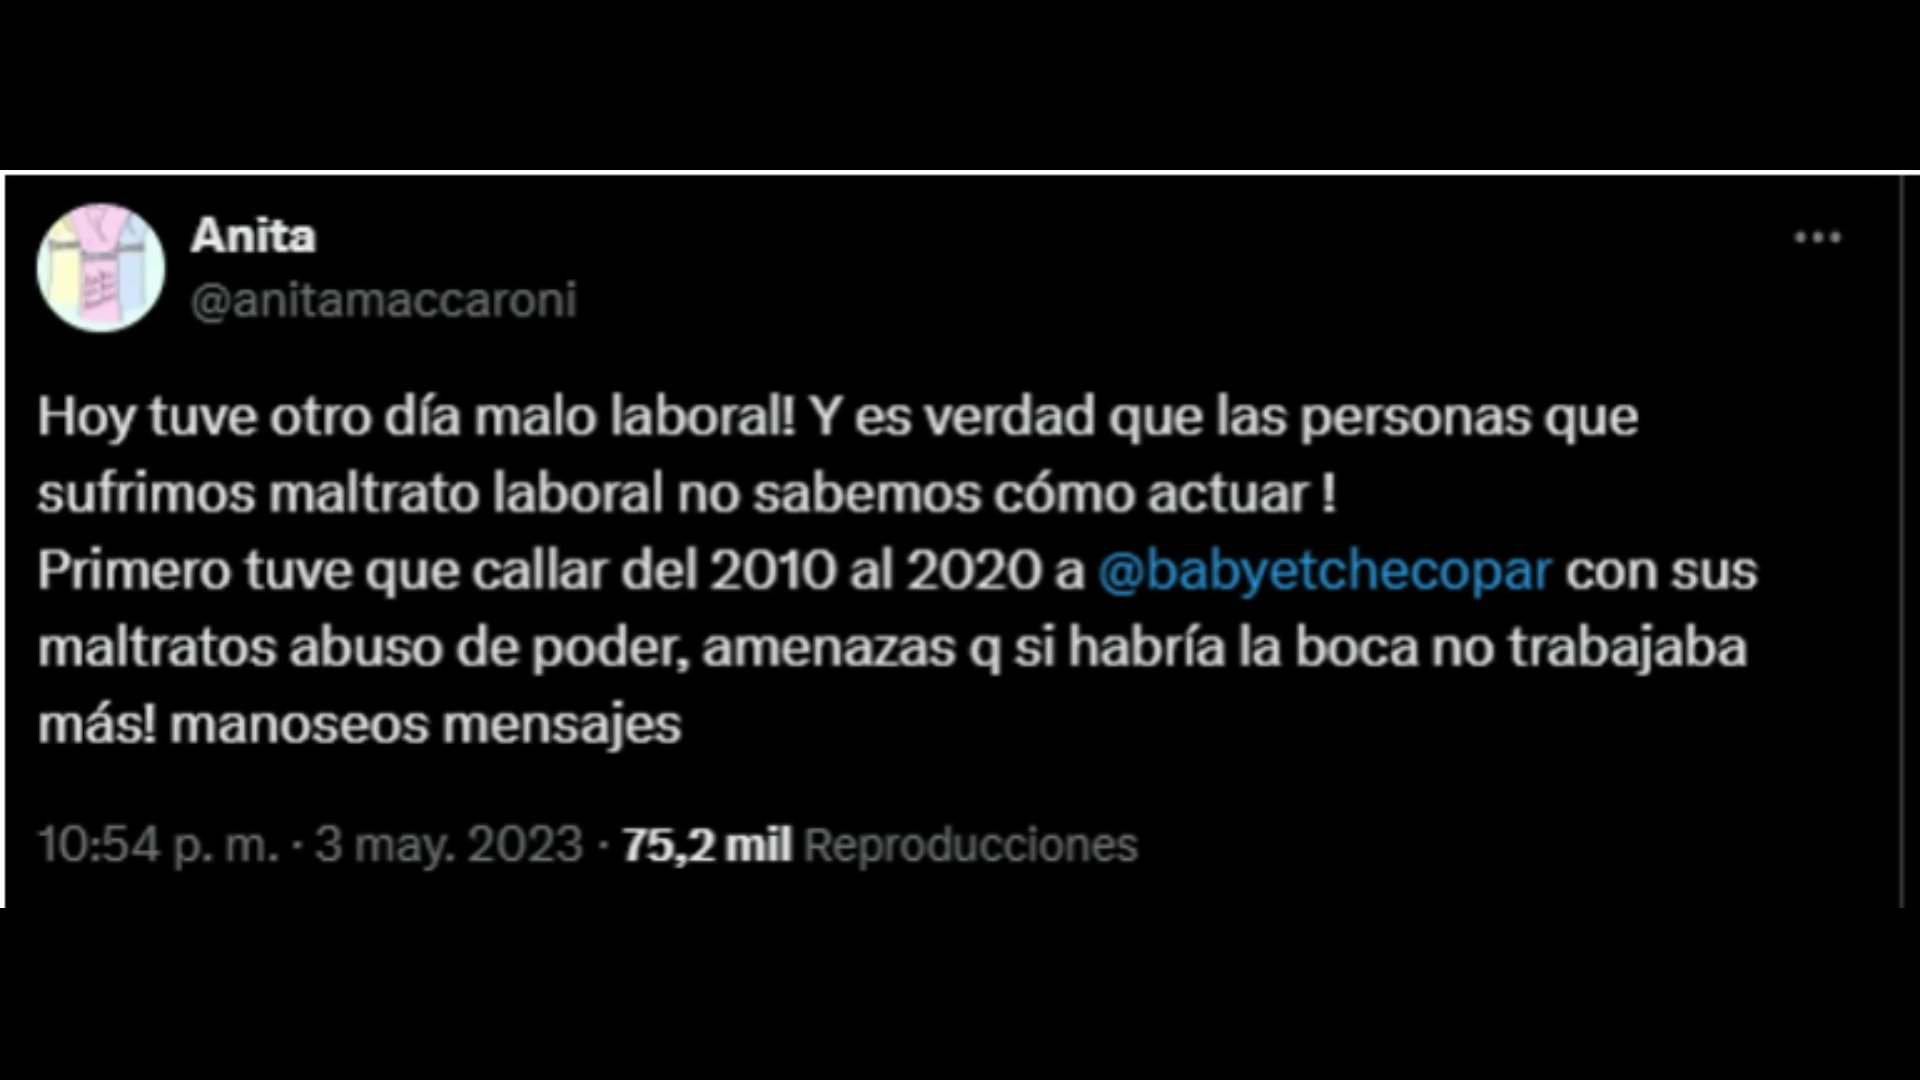 Anita
@anitamaccaroni
Hoy tuve otro día malo laboral! Y es verdad que las personas que
sufrimos maltrato laboral no sabemos cómo actuar !
Primero tuve que callar del 2010 al 2020 a @babyetchecopar con sus
maltratos abuso de poder, amenazas q si habría la boca no trabajaba
más! manoseos mensajes
10:54 p. m. · 3 may. 2023 · 75,2 mil Reproducciones